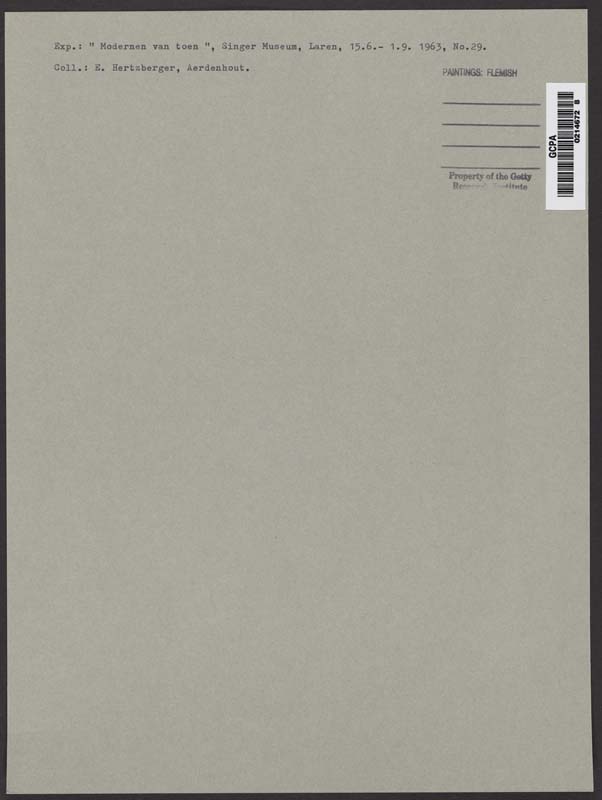 Exp.: " Modernen van toen ", Singer Museum, Laren, 15.6.- 1.9. 1963, No.29.
Coll.: E. Hertzberger, Aerdenhout.
PAINTINGS: FLEMISH
Property of the Getty
Research Institute
GCPA
0214672 8